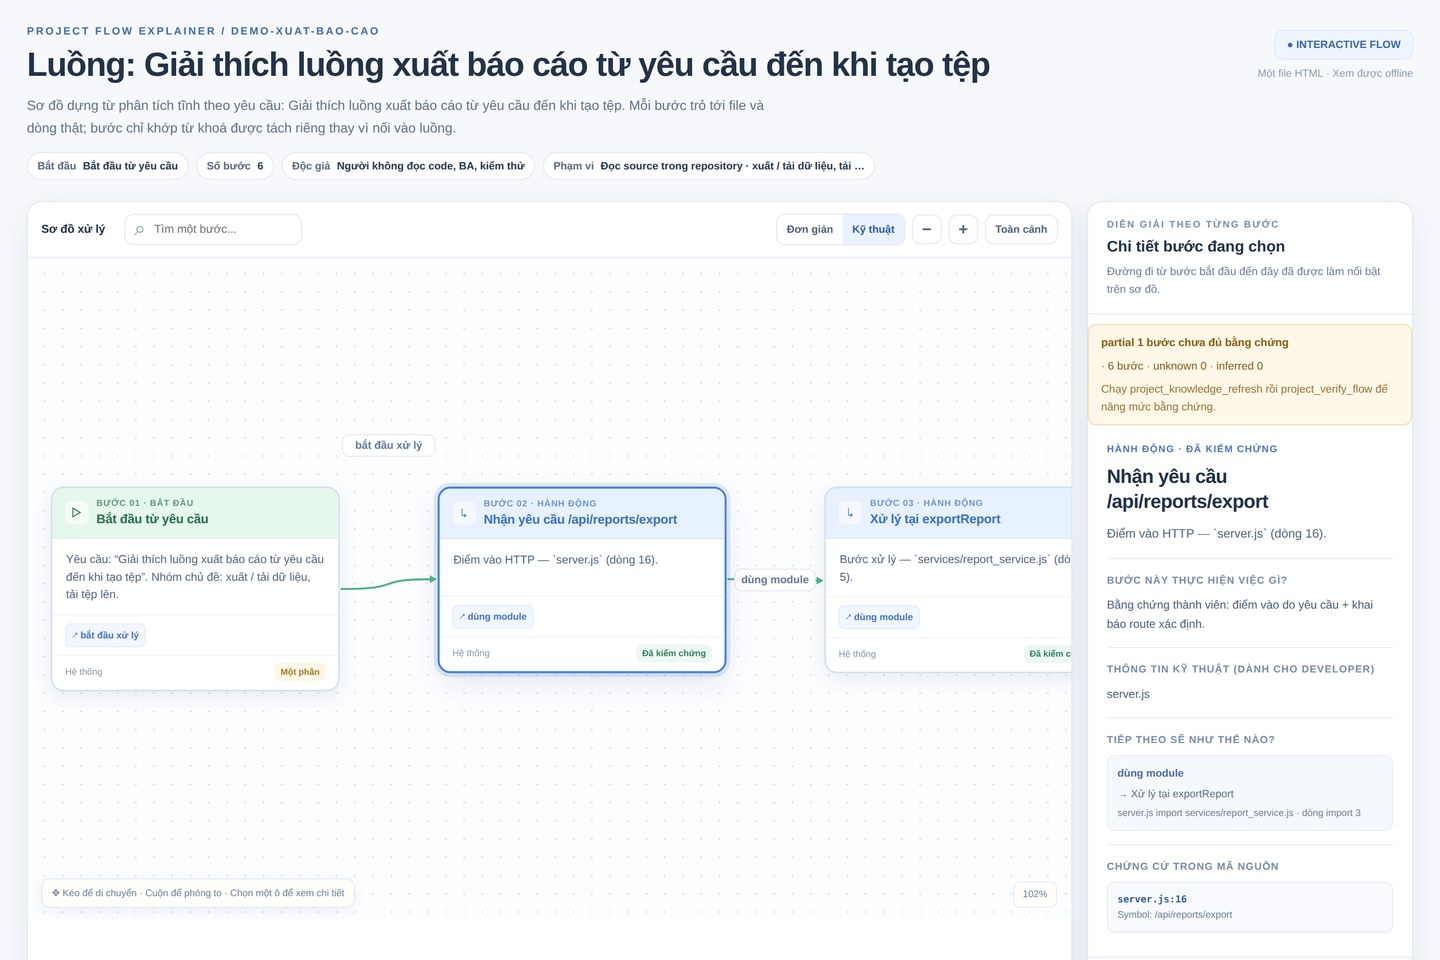 PROJECT FLOW EXPLAINER / DEMO-XUAT-BAO-CAO
Luồng: Giải thích luồng xuất báo cáo từ yêu cầu đến khi tạo tệp
Sơ đồ dựng từ phân tích tĩnh theo yêu cầu: Giải thích luồng xuất báo cáo từ yêu cầu đến khi tạo tệp. Mỗi bước trỏ tới file và
dòng thật; bước chỉ khớp từ khoá được tách riêng thay vì nối vào luồng.
● INTERACTIVE FLOW
Một file HTML · Xem được offline
Bắt đầu Bắt đầu từ yêu cầu
Số bước 6
Độc giả Người không đọc code, BA, kiểm thử
Phạm vi Đọc source trong repository · xuất / tải dữ liệu, tải ...
Sơ đồ xử lý
Tìm một bước...
Đơn giản
Kỹ thuật
−
+
Toàn cảnh
bắt đầu xử lý
BƯỚC 01 · BẮT ĐẦU
Bắt đầu từ yêu cầu
Yêu cầu: “Giải thích luồng xuất báo cáo từ yêu cầu
đến khi tạo tệp”. Nhóm chủ đề: xuất / tải dữ liệu,
tải tệp lên.
↗ bắt đầu xử lý
Hệ thống
Một phần
BƯỚC 02 · HÀNH ĐỘNG
Nhận yêu cầu /api/reports/export
Điểm vào HTTP — `server.js` (dòng 16).
↗ dùng module
Hệ thống
Đã kiểm chứng
dùng module
BƯỚC 03 · HÀNH ĐỘNG
Xử lý tại exportReport
Bước xử lý — `services/report_service.js` (dò
5).
↗ dùng module
Hệ thống
Đã kiểm c
✥ Kéo để di chuyển · Cuộn để phóng to · Chọn một ô để xem chi tiết
102%
DIỄN GIẢI THEO TỪNG BƯỚC
Chi tiết bước đang chọn
Đường đi từ bước bắt đầu đến đây đã được làm nổi bật
trên sơ đồ.
partial 1 bước chưa đủ bằng chứng
· 6 bước · unknown 0 · inferred 0
Chạy project_knowledge_refresh rồi project_verify_flow để
nâng mức bằng chứng.
HÀNH ĐỘNG · ĐÃ KIỂM CHỨNG
Nhận yêu cầu
/api/reports/export
Điểm vào HTTP — `server.js` (dòng 16).
BƯỚC NÀY THỰC HIỆN VIỆC GÌ?
Bằng chứng thành viên: điểm vào do yêu cầu + khai
báo route xác định.
THÔNG TIN KỸ THUẬT (DÀNH CHO DEVELOPER)
server.js
TIẾP THEO SẼ NHƯ THẾ NÀO?
dùng module
→ Xử lý tại exportReport
server.js import services/report_service.js · dòng import 3
CHỨNG CỨ TRONG MÃ NGUỒN
server.js:16
Symbol: /api/reports/export